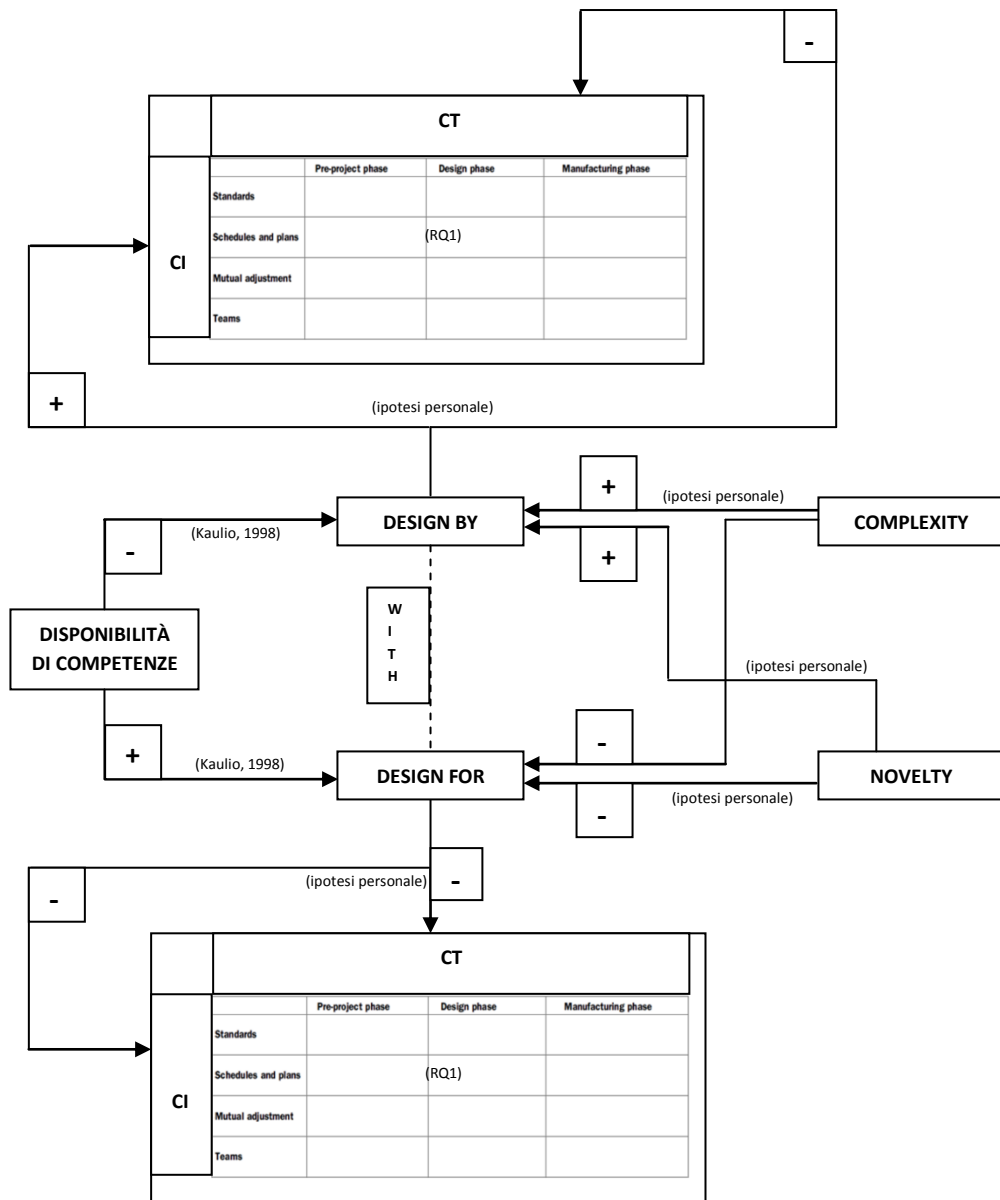 -
CT
Pre-project phase Design phase Manufacturing phase
Standards
Schedules and plans (RQ1)
CI
Mutual adjustment
Teams
+
(ipotesi personale)
+
(ipotesi personale)
DESIGN BY
COMPLEXITY
-
(Kaulio, 1998)
+
DISPONIBILITÀ
DI COMPETENZE
W
I
T
H
(ipotesi personale)
+
(Kaulio, 1998)
-
DESIGN FOR
NOVELTY
(ipotesi personale)
-
-
(ipotesi personale)
-
CT
Pre-project phase Design phase Manufacturing phase
Standards
Schedules and plans (RQ1)
CI
Mutual adjustment
Teams